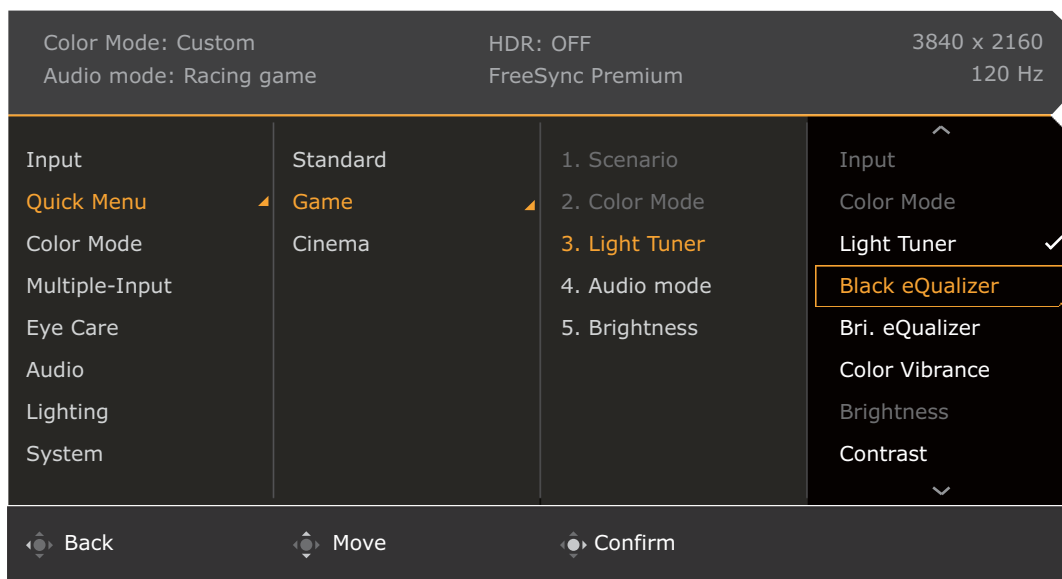 Color Mode: Custom
HDR: OFF
3840 x 2160
Audio mode: Racing game
FreeSync Premium
120 Hz
Input
Quick Menu
Color Mode
Multiple-Input
Eye Care
Audio
Lighting
System
Standard
Game
Cinema
1. Scenario
2. Color Mode
3. Light Tuner
4. Audio mode
5. Brightness
Input
Color Mode
Light Tuner
Black eQualizer
Bri. eQualizer
Color Vibrance
Brightness
Contrast
Back
Move
Confirm